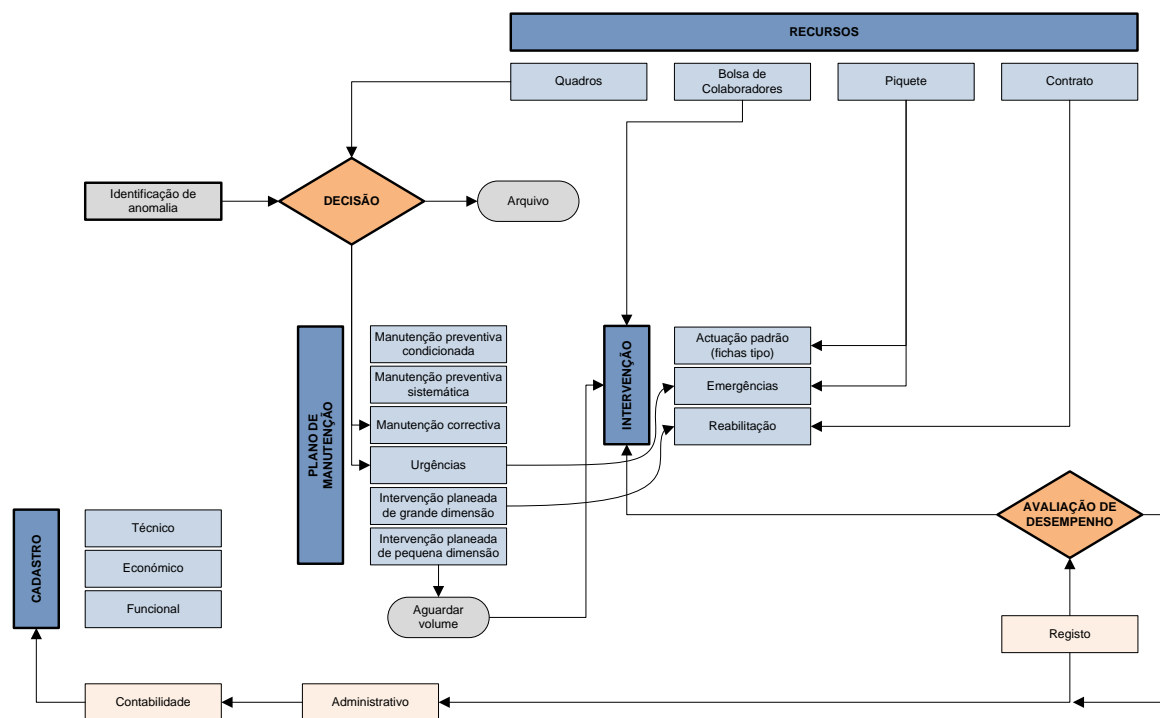 RECURSOS
Quadros
Bolsa de
Colaboradores
Piquete
Contrato
Identificação de
anomalia
DECISÃO
Arquivo
PLANO DE
MANUTENÇÃO
Manutenção preventiva
condicionada
Manutenção preventiva
sistemática
Manutenção correctiva
Urgências
Intervenção planeada
de grande dimensão
Intervenção planeada
de pequena dimensão
Aguardar
volume
INTERVENÇÃO
Actuação padrão
(fichas tipo)
Emergências
Reabilitação
AVALIAÇÃO DE
DESEMPENHO
CADASTRO
Técnico
Económico
Funcional
Registo
Contabilidade
Administrativo